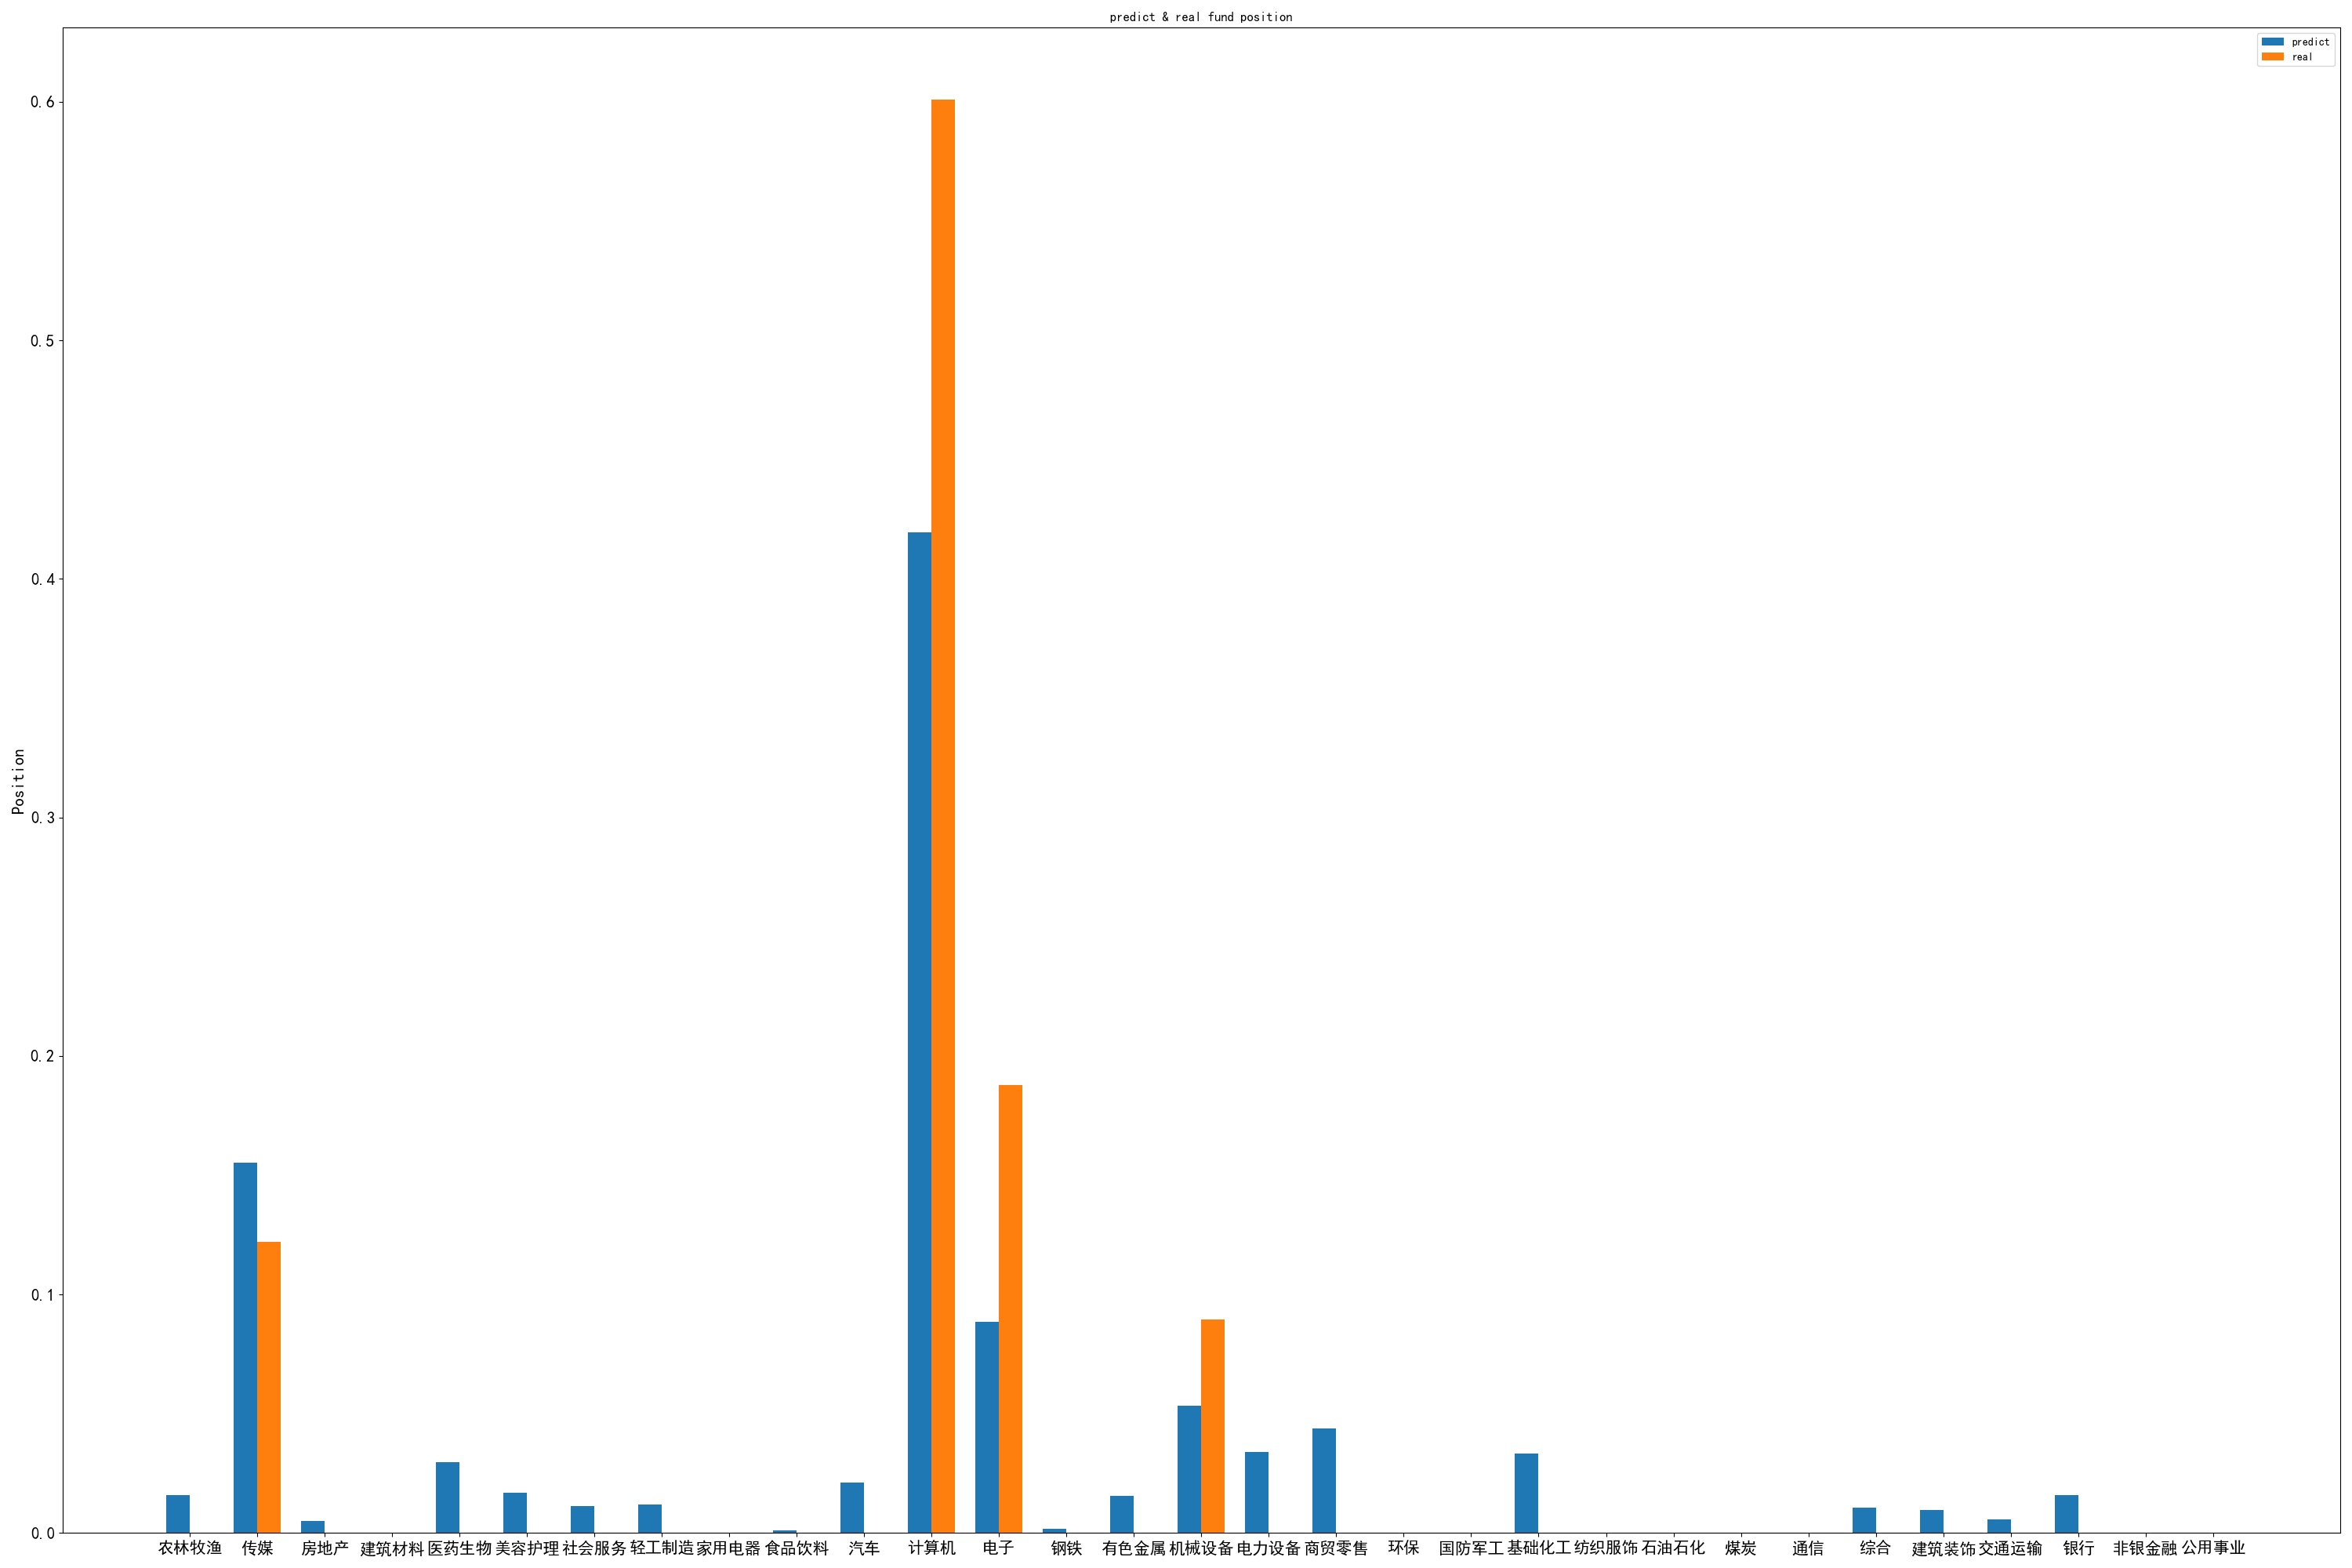 predict & real fund position
predict
real
0.6
0.5
0.4
0.3
0.2
0.1
0.0
Position
农林牧渔 传媒 房地产 建筑材料 医药生物 美容护理 社会服务 轻工制造 家用电器 食品饮料 汽车 计算机 电子 钢铁 有色金属 机械设备 电力设备 商贸零售 环保 国防军工 基础化工 纺织服饰 石油石化 煤炭 通信 综合 建筑装饰 交通运输 银行 非银金融 公用事业